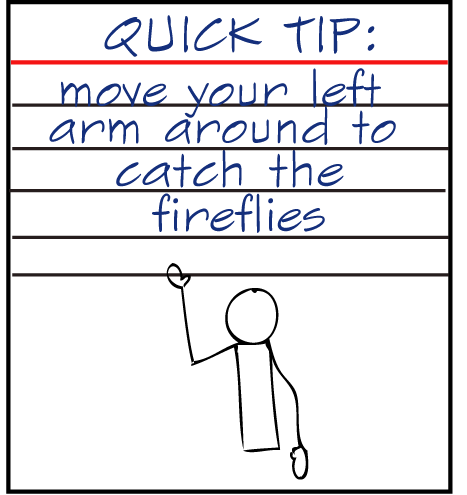 QUICK TIP:
move your left
arm around to
catch the
fireflies